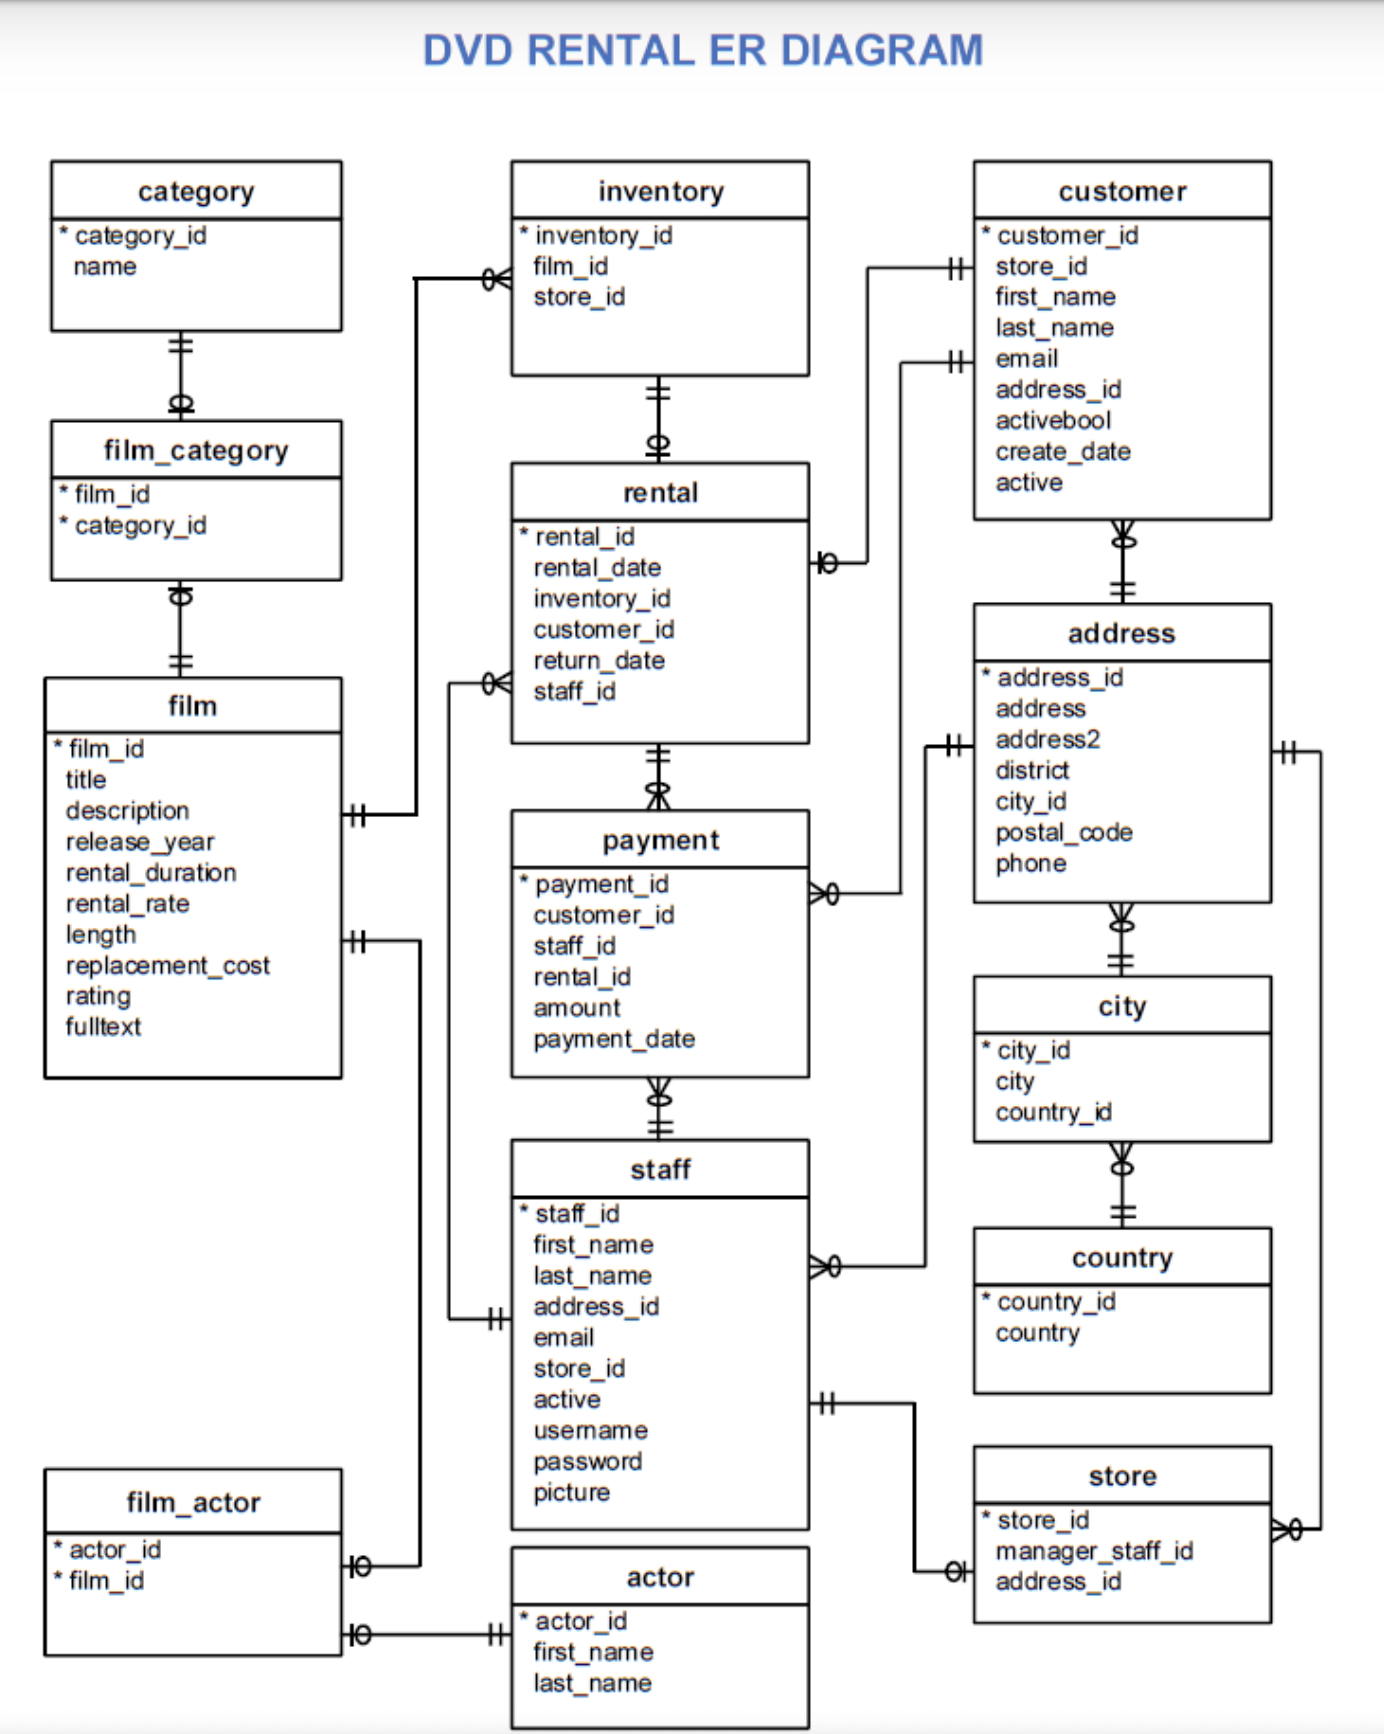 DVD RENTAL ER DIAGRAM
category
* category_id
name
film_category
* film_id
* category_id
film
* film_id
title
description
release_year
rental_duration
rental_rate
length
replacement_cost
rating
fulltext
film_actor
* actor_id
* film_id
inventory
* inventory_id
film_id
store_id
rental
* rental_id
rental_date
inventory_id
customer_id
return_date
staff_id
payment
* payment_id
customer_id
staff_id
rental_id
amount
payment_date
staff
* staff_id
first_name
last_name
address_id
email
store_id
active
username
password
picture
actor
* actor_id
first_name
last_name
customer
* customer_id
store_id
first_name
last_name
email
address_id
activebool
create_date
active
address
* address_id
address
address2
district
city_id
postal_code
phone
city
* city_id
city
country_id
country
* country_id
country
store
* store_id
manager_staff_id
address_id